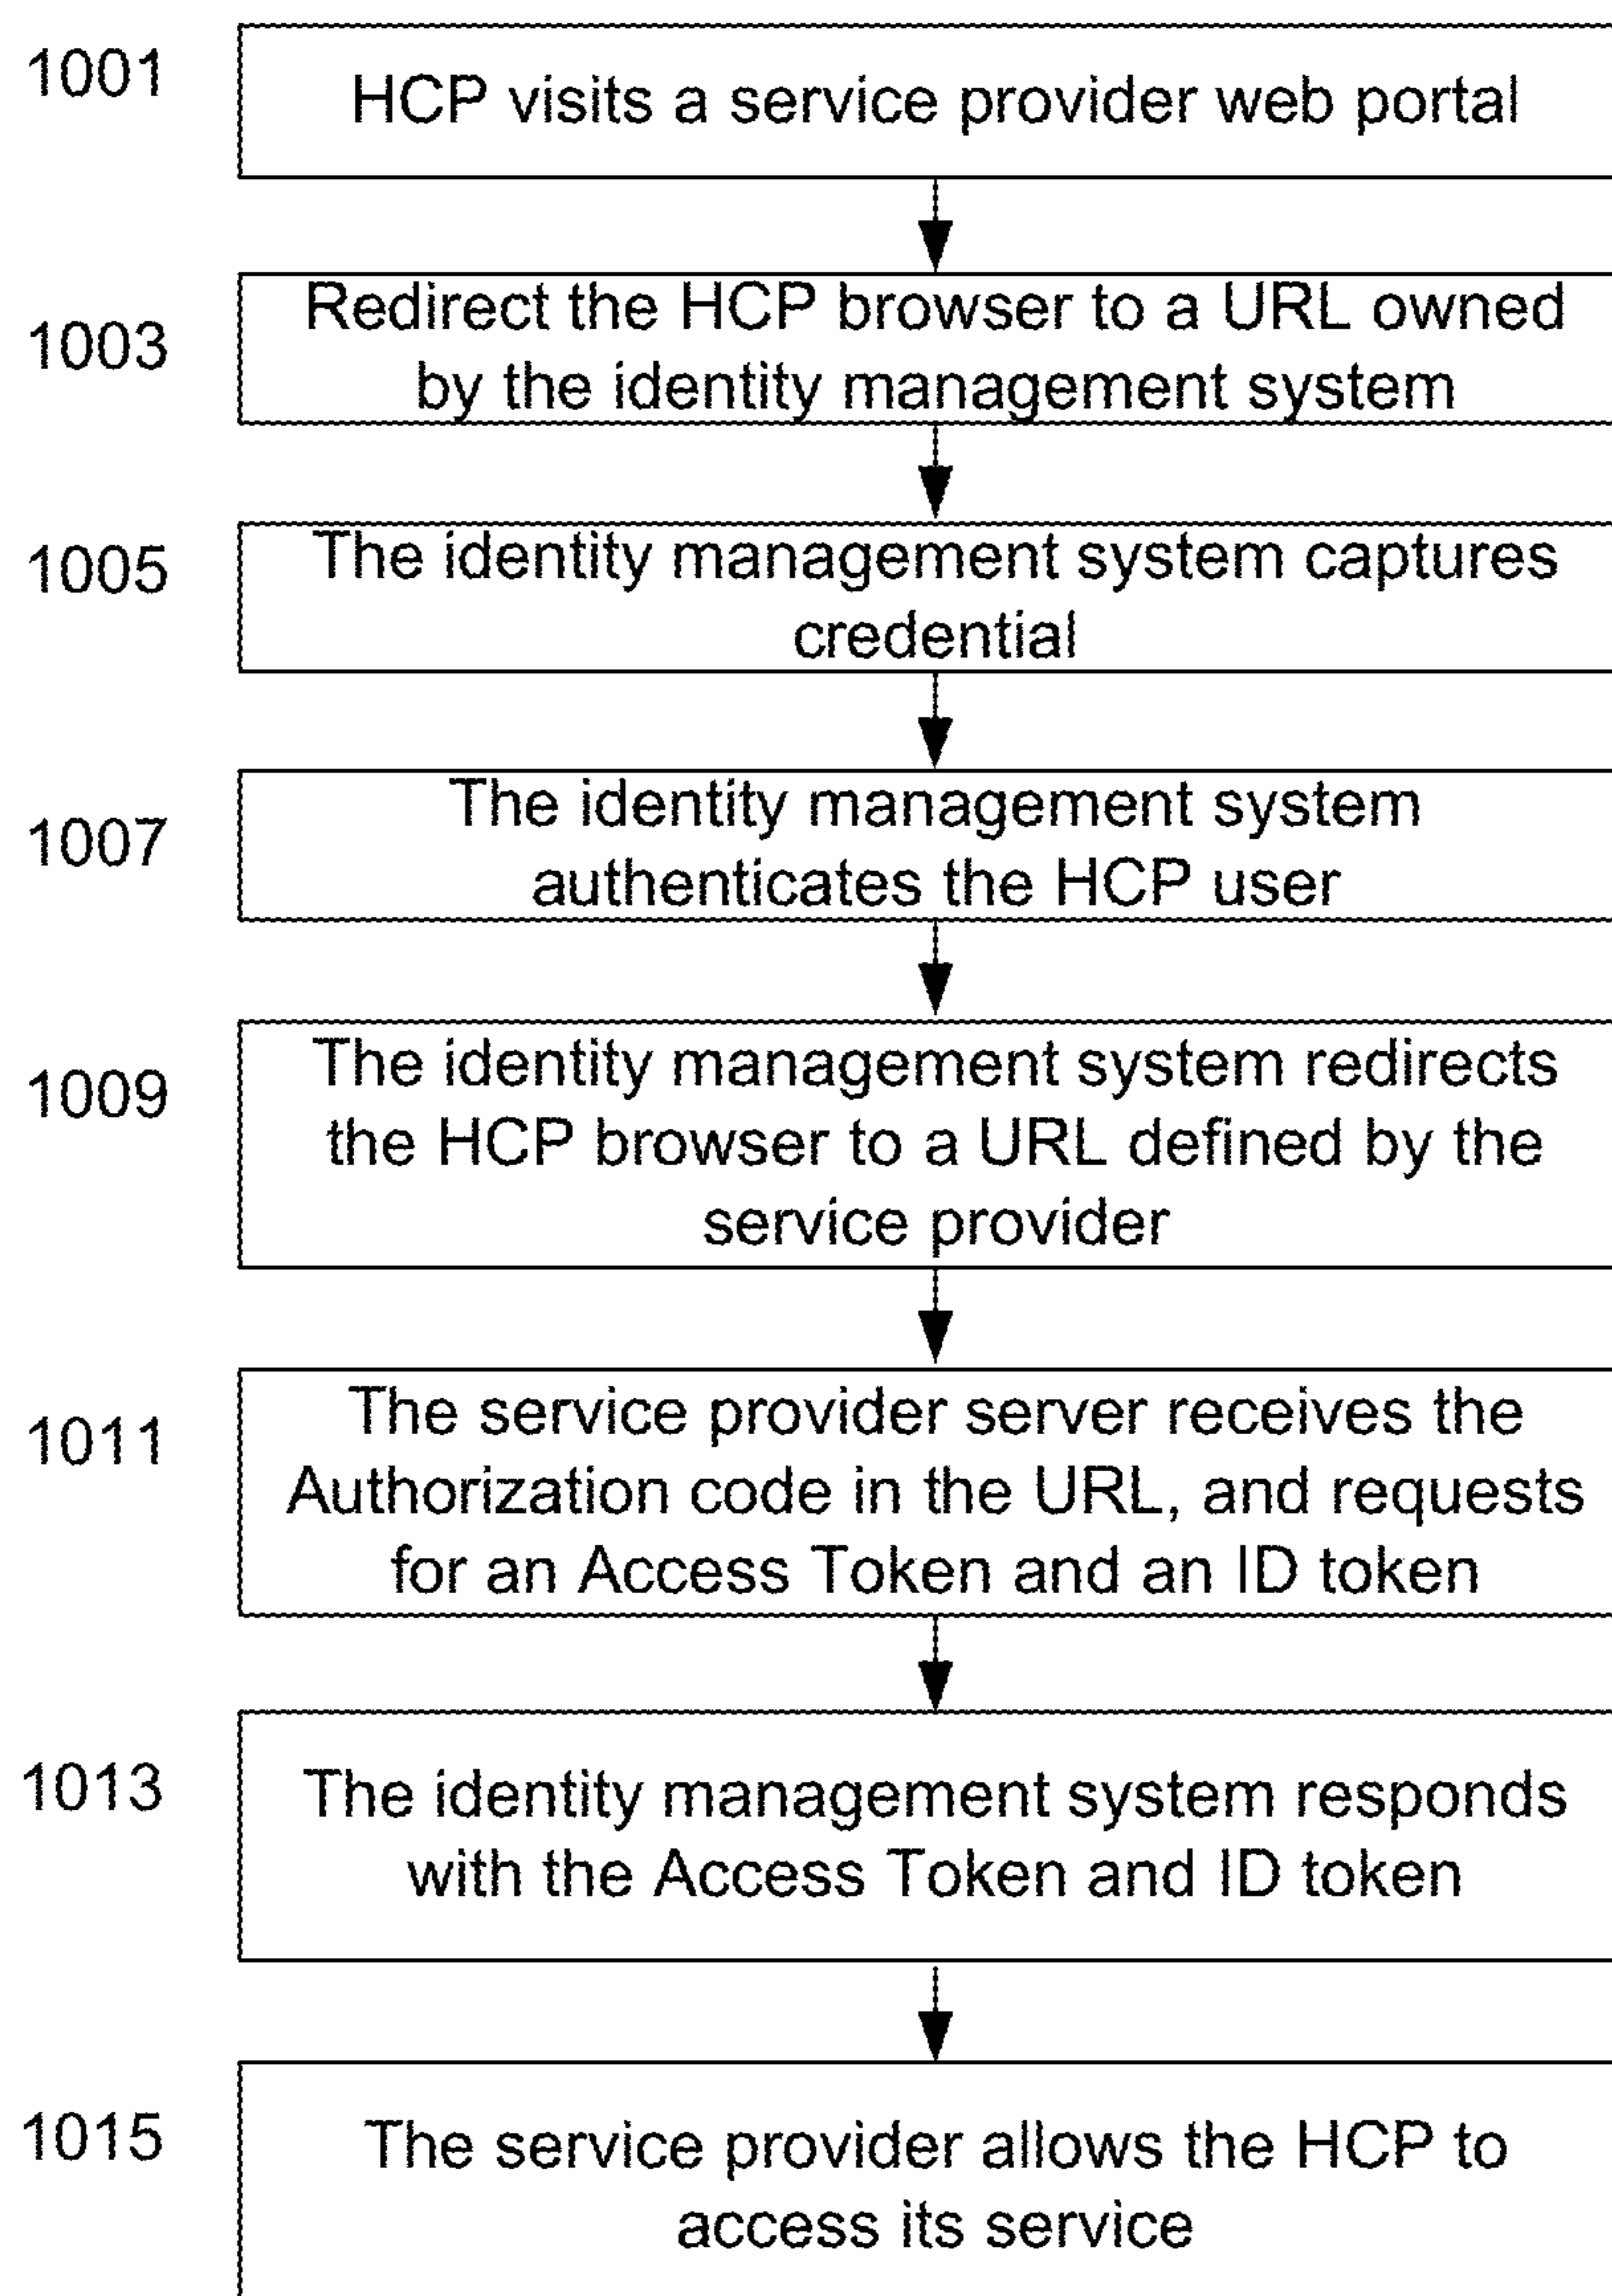 1001
HCP visits a service provider web portal
1003
Redirect the HCP browser to a URL owned
by the identity management system
1005
The identity management system captures
credential
1007
The identity management system
authenticates the HCP user
1009
The identity management system redirects
the HCP browser to a URL defined by the
service provider
1011
The service provider server receives the
Authorization code in the URL, and requests
for an Access Token and an ID token
1013
The identity management system responds
with the Access Token and ID token
1015
The service provider allows the HCP to
access its service